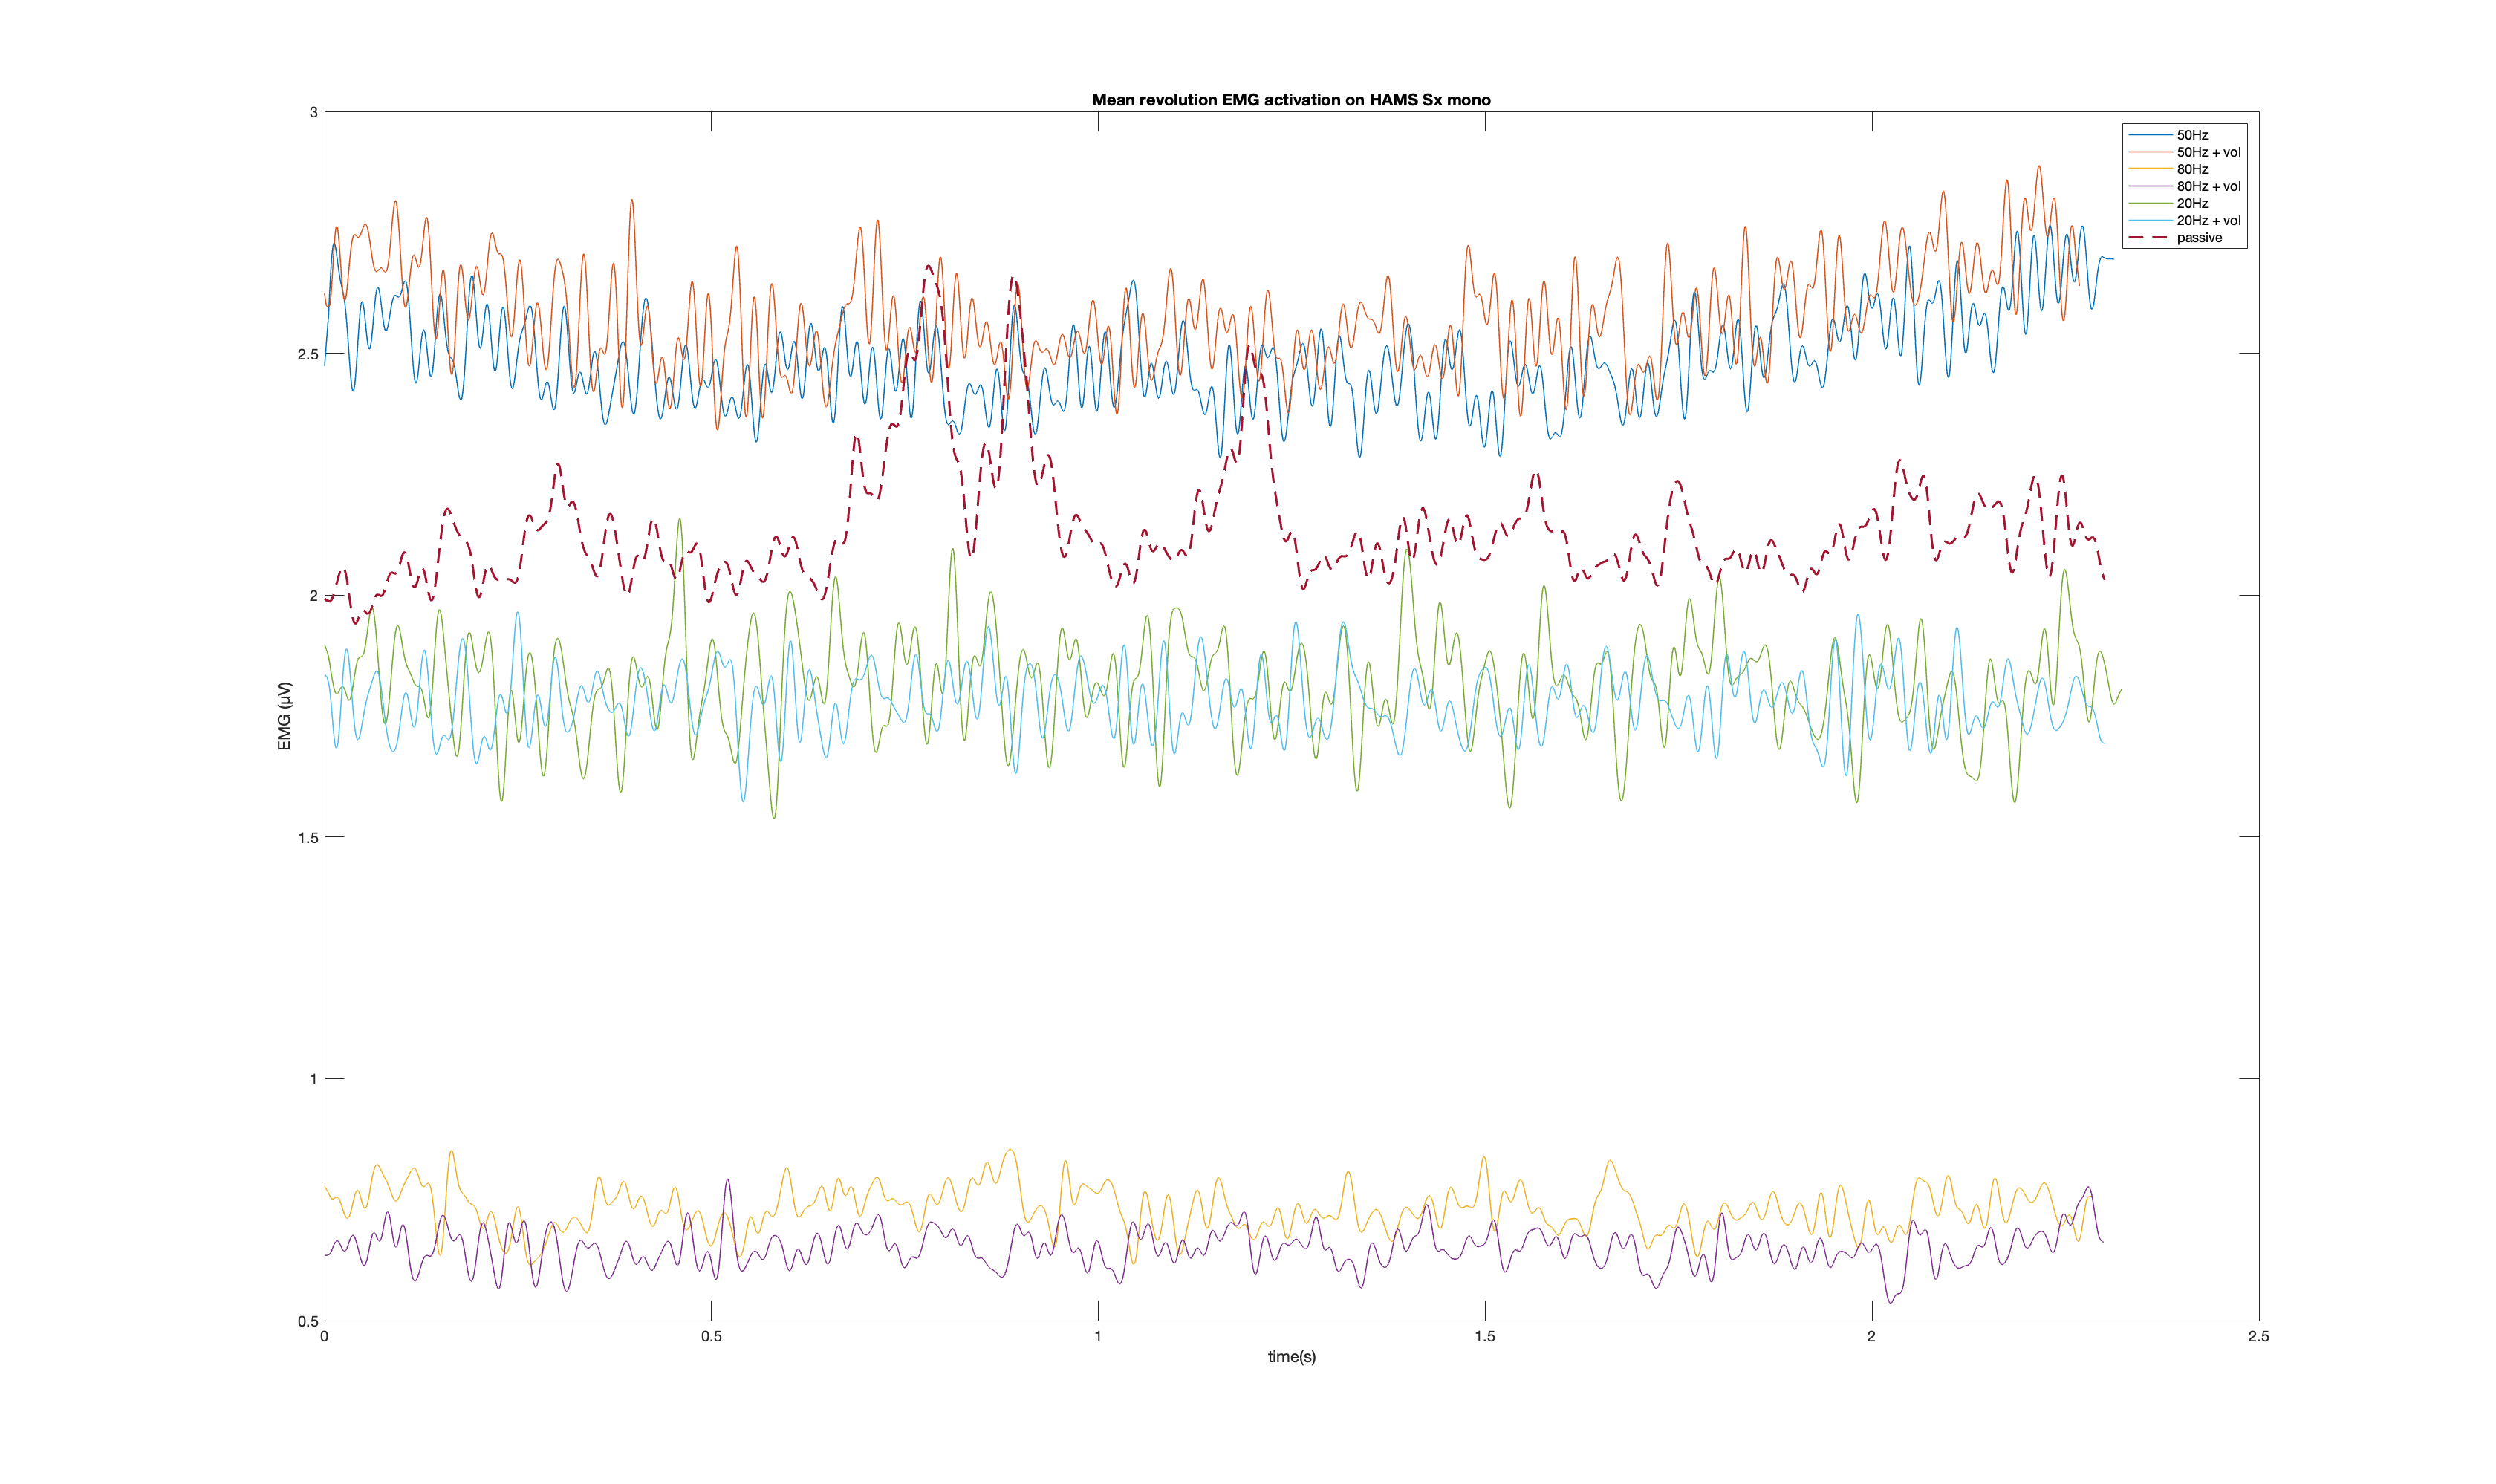 Mean revolution EMG activation on HAMS Sx mono
3
2.5
2
1.5
1
0.5
EMG (µV)
0
0.5
1
1.5
2
2.5
time(s)
50Hz
50Hz + vol
80Hz
80Hz + vol
20Hz
20Hz + vol
passive